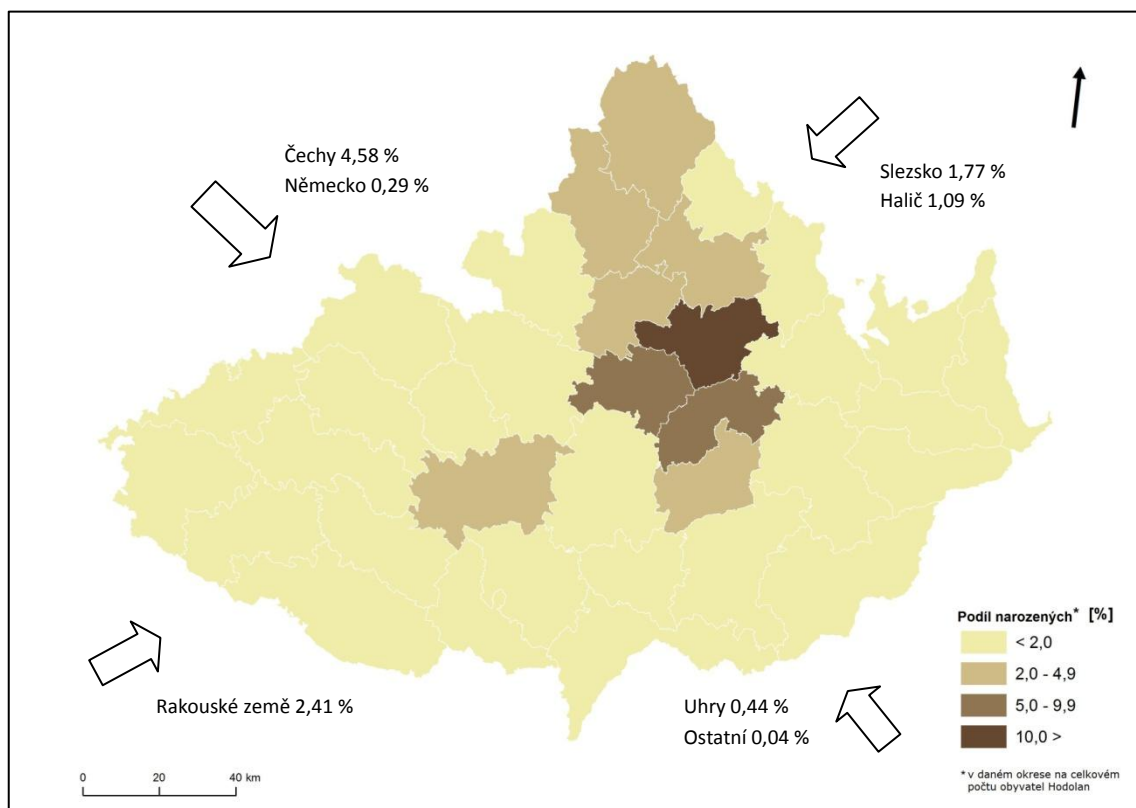 Čechy 4,58 %
Německo 0,29 %
Slezsko 1,77 %
Halič 1,09 %
Rakouské země 2,41 %
Uhry 0,44 %
Ostatní 0,04 %
Podíl narozených* [%]
< 2,0
2,0 - 4,9
5,0 - 9,9
10,0 >
* v daném okrese na celkovém
počtu obyvatel Hodolan
0 20 40 km